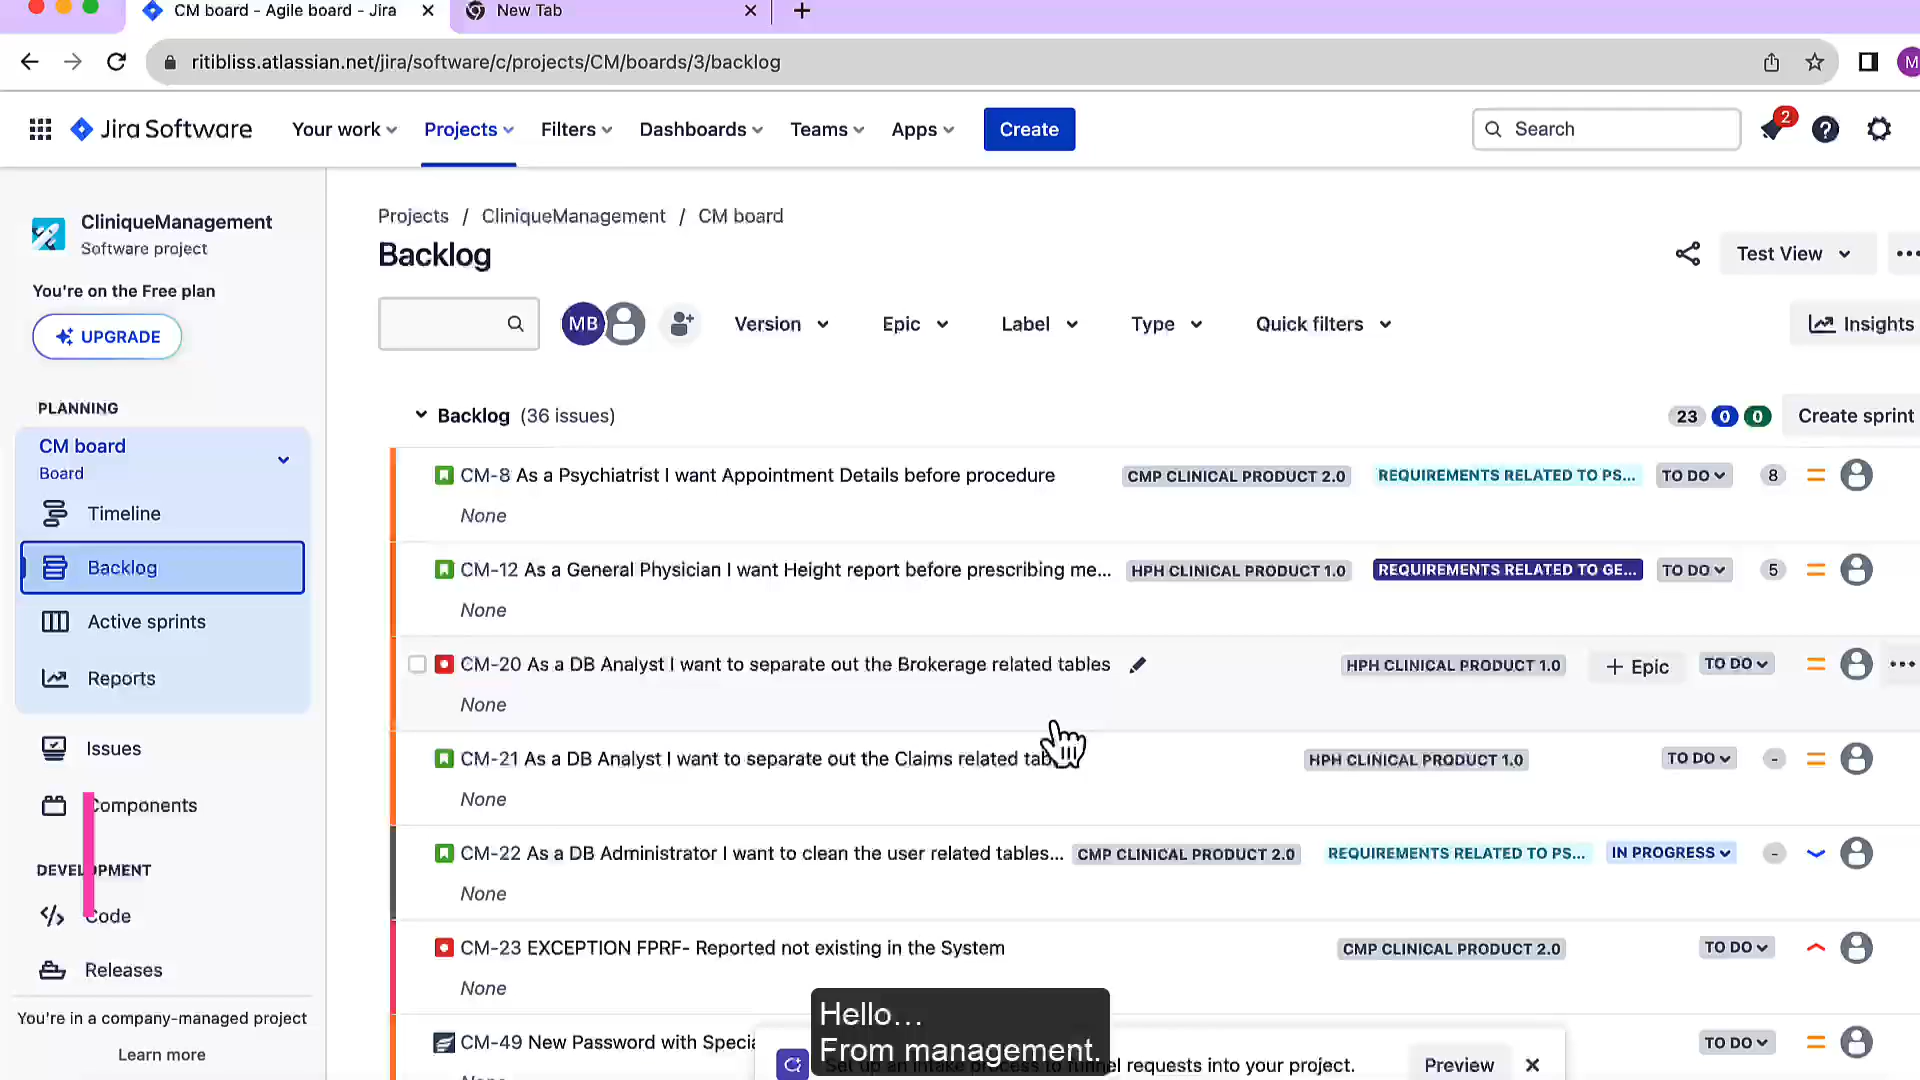 CM board - Agile board - Jira
New Tab
ritibliss.atlassian.net/jira/software/c/projects/CM/boards/3/backlog
M
Jira Software
Your work
Projects
Filters
Dashboards
Teams
Apps
Create
Search
2
CliniqueManagement
Software project
You're on the Free plan
UPGRADE
PLANNING
CM board
Board
Timeline
Backlog
Active sprints
Reports
Issues
Components
DEVELOPMENT
Code
Releases
You're in a company-managed project
Learn more
Projects / CliniqueManagement / CM board
Backlog
Test View
MB
Version
Epic
Label
Type
Quick filters
Insights
Backlog (36 issues)
23 0 0 Create sprint
CM-8 As a Psychiatrist I want Appointment Details before procedure CMP CLINICAL PRODUCT 2.0 REQUIREMENTS RELATED TO PS... TO DO 8
None
CM-12 As a General Physician I want Height report before prescribing me... HPH CLINICAL PRODUCT 1.0 REQUIREMENTS RELATED TO GE... TO DO 5
None
CM-20 As a DB Analyst I want to separate out the Brokerage related tables HPH CLINICAL PRODUCT 1.0 + Epic TO DO
None
CM-21 As a DB Analyst I want to separate out the Claims related tab HPH CLINICAL PRODUCT 1.0 TO DO -
None
CM-22 As a DB Administrator I want to clean the user related tables... CMP CLINICAL PRODUCT 2.0 REQUIREMENTS RELATED TO PS... IN PROGRESS -
None
CM-23 EXCEPTION FPRF- Reported not existing in the System CMP CLINICAL PRODUCT 2.0 TO DO
None
CM-49 New Password with Specia TO DO
Hello...
From management.
Set up an intake process to funnel requests into your project. Preview